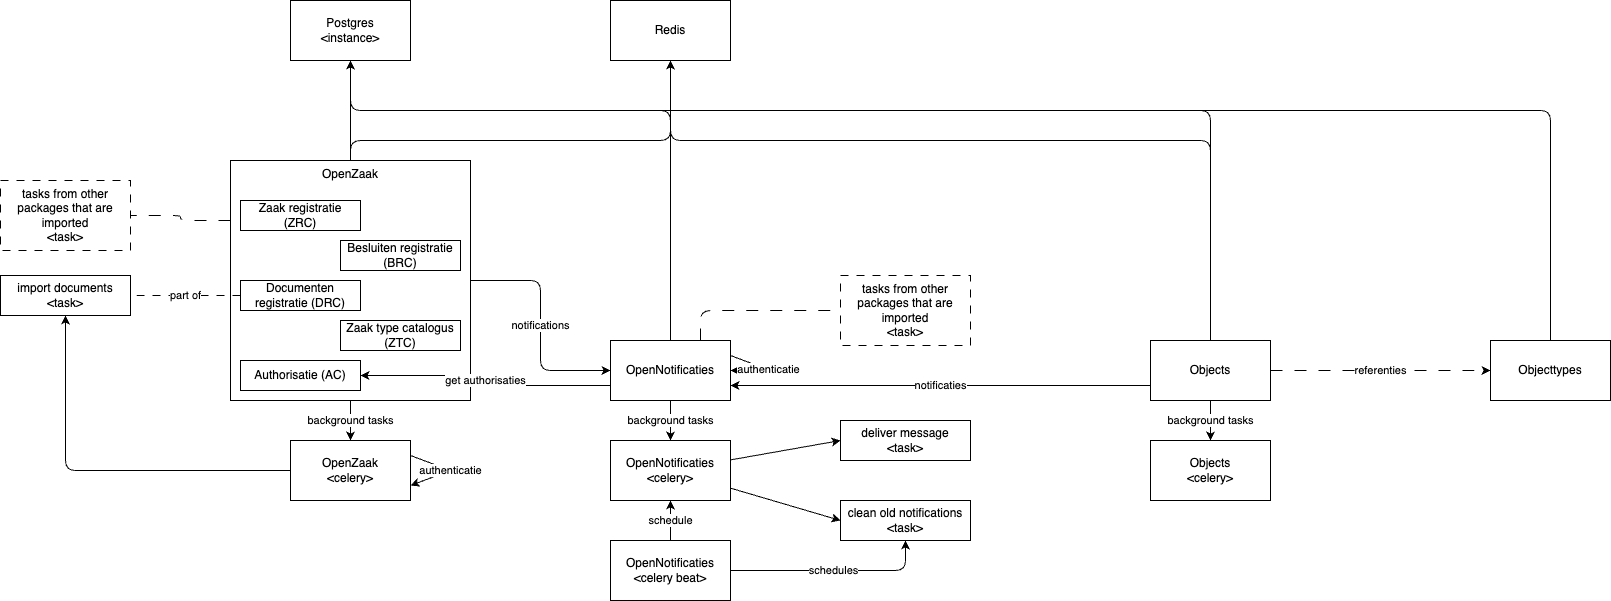 Postgres
<instance>
Redis
OpenZaak
tasks from other
packages that are
imported
<task>
Zaak registratie
(ZRC)
Besluiten registratie
(BRC)
import documents
<task>
part of
Documenten
registratie (DRC)
Zaak type catalogus
(ZTC)
Authorisatie (AC)
notifications
get authorisaties
OpenNotificaties
authenticatie
tasks from other
packages that are
imported
<task>
notificaties
Objects
referenties
Objecttypes
background tasks
background tasks
background tasks
OpenZaak
<celery>
authenticatie
OpenNotificaties
<celery>
deliver message
<task>
Objects
<celery>
clean old notifications
<task>
schedule
OpenNotificaties
<celery beat>
schedules